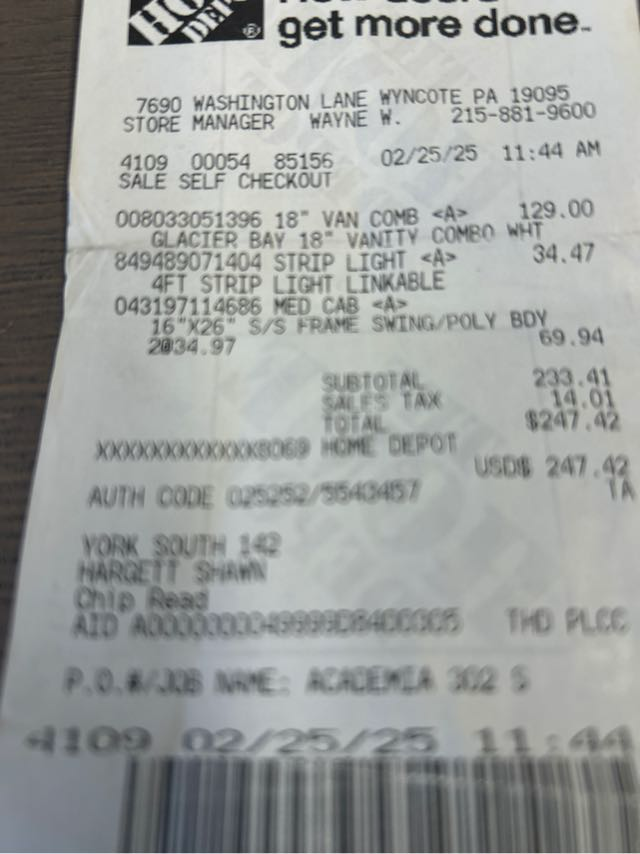 get more done.
7690 WASHINGTON LANE WYNCOTE PA 19095
STORE MANAGER WAYNE W. 215-881-9600
4109 00054 85156 02/25/25 11:44 AM
SALE SELF CHECKOUT
008033051396 18" VAN COMB <A> 129.00
GLACIER BAY 18" VANITY COMBO WHT
849489071404 STRIP LIGHT <A> 34.47
4FT STRIP LIGHT LINKABLE
043197114686 MED CAB <A>
16"X26" S/S FRAME SWING/POLY BDY
2@34.97 69.94
SUBTOTAL 233.41
SALES TAX 14.01
TOTAL $247.42
XXXXXXXXXXXX8069 HOME DEPOT
USD$ 247.42
AUTH CODE 025252/5543457 TA
YORK SOUTH 142
HARGETT SHAWN
Chip Read
AID THD PLCC
P.O.#/JOB NAME: ACADEMIA 302 S
4109 02/25/25 11:44